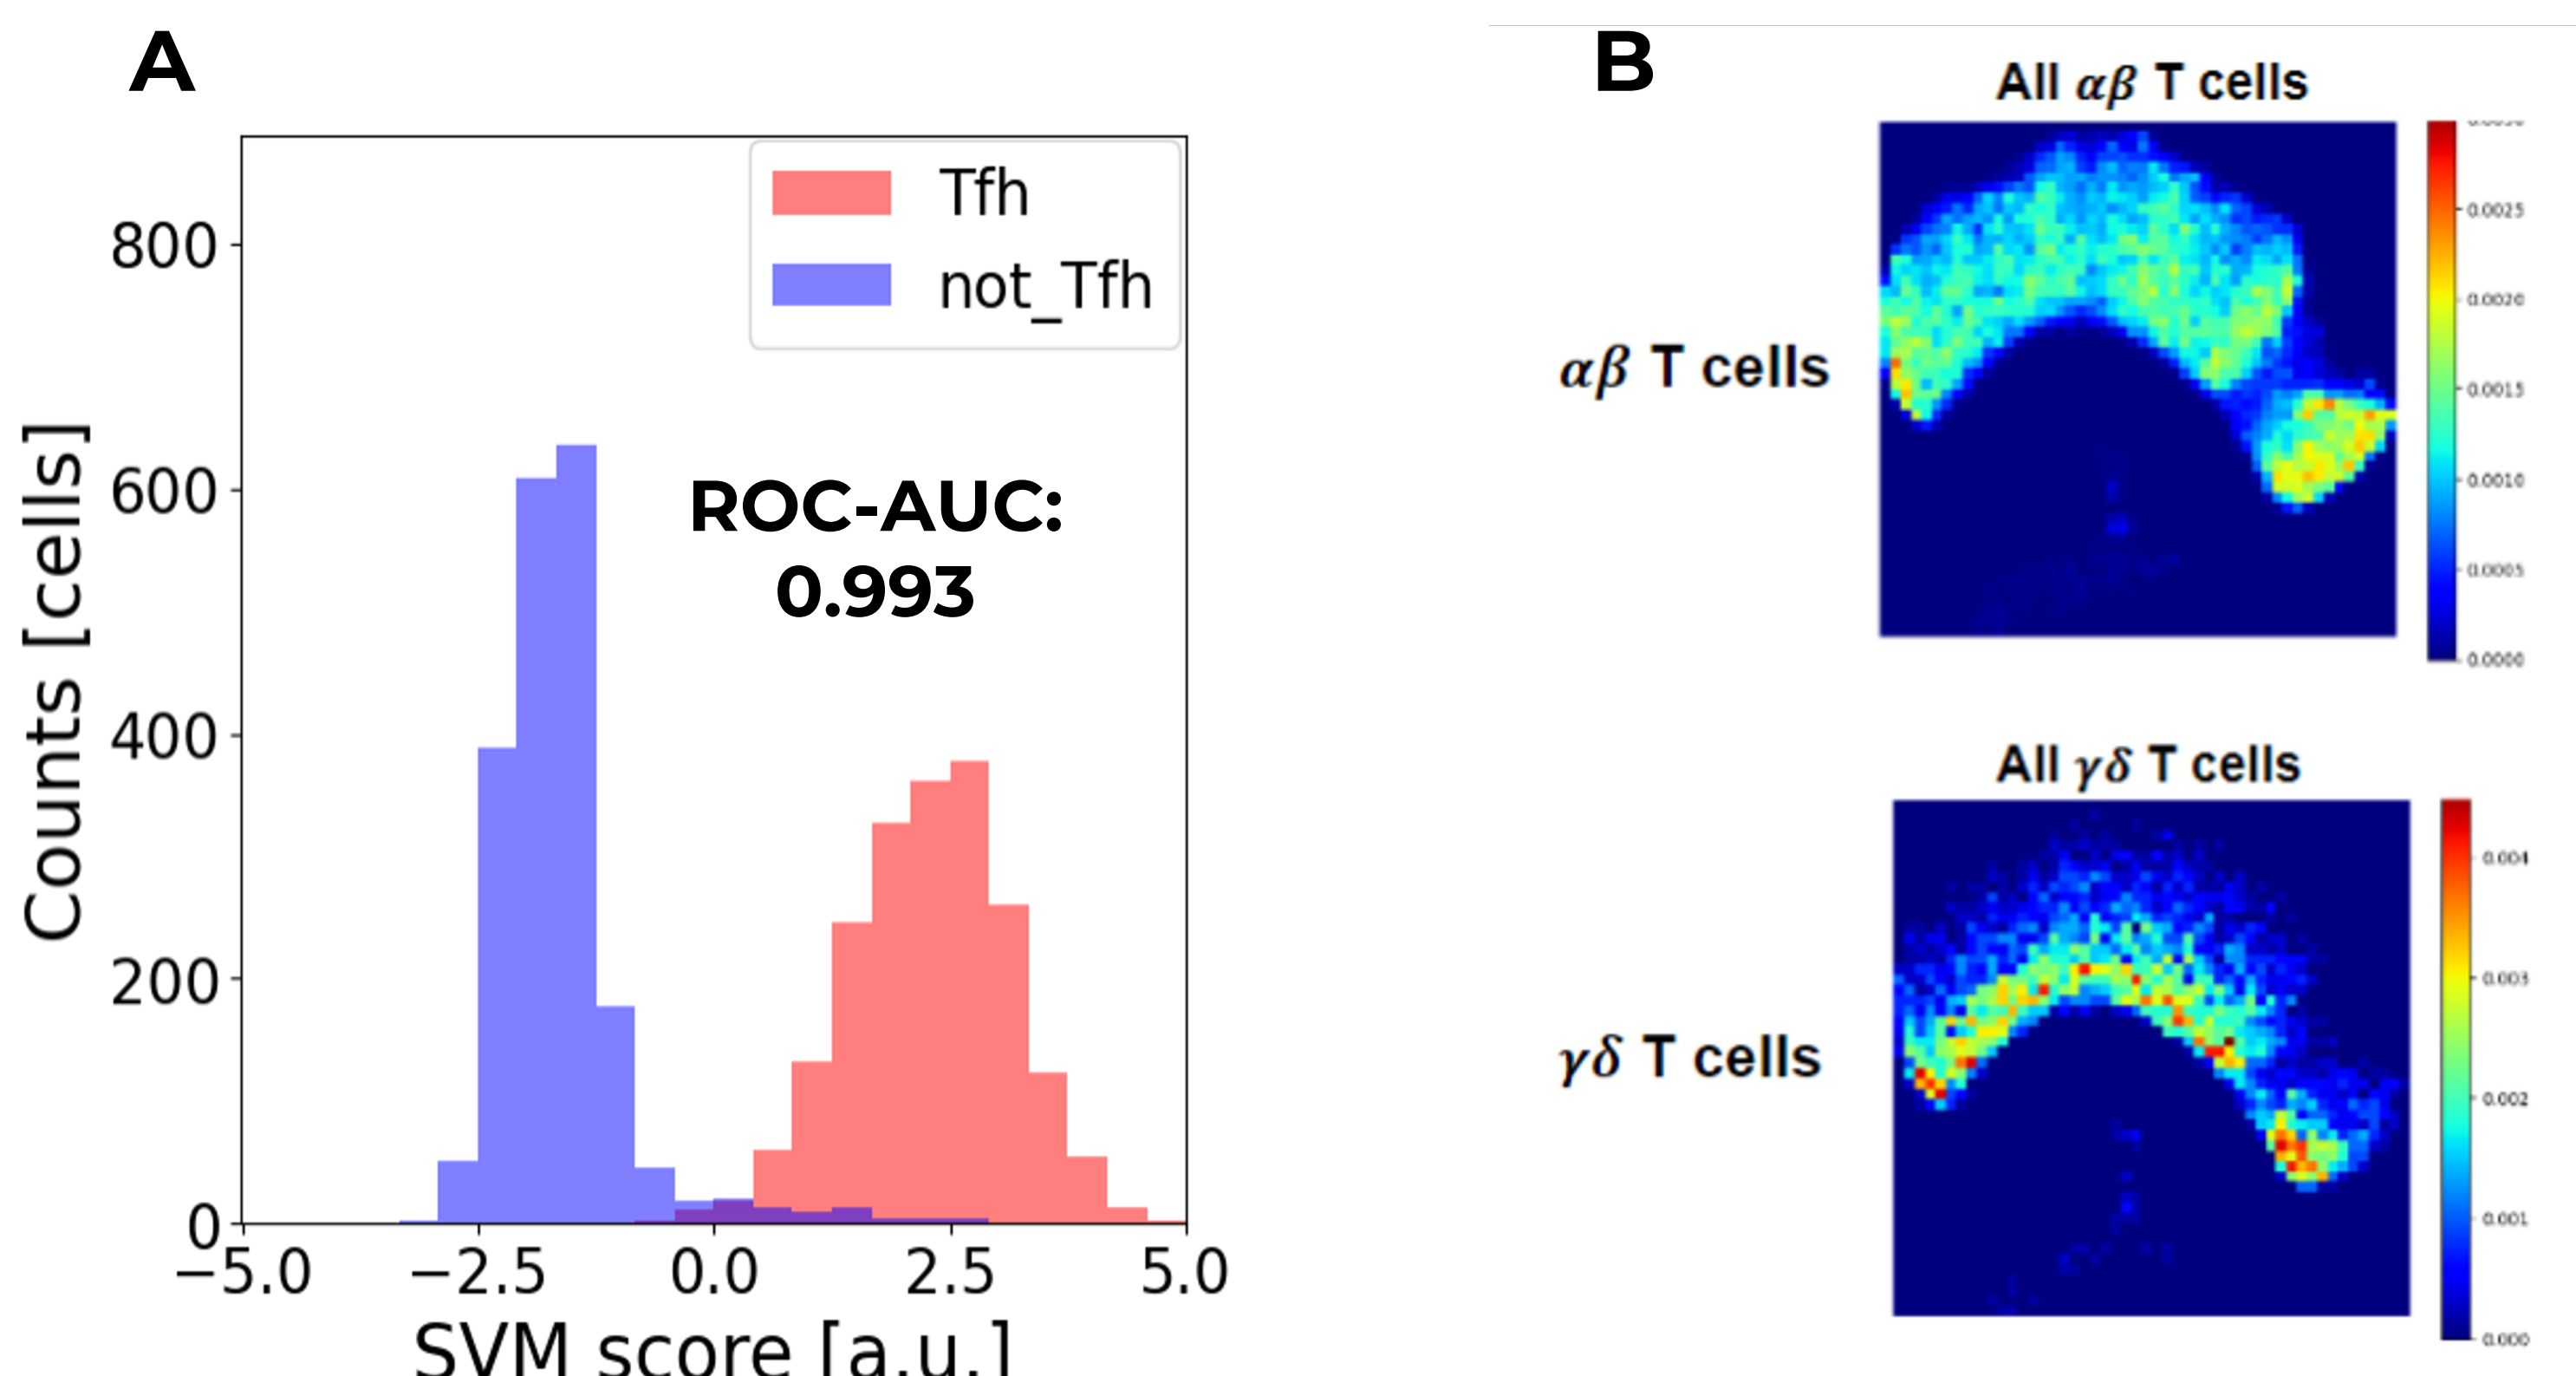 A
Counts [cells]
800
600
400
200
0
Tfh
not_Tfh
ROC-AUC:
0.993
−5.0
−2.5
0.0
2.5
5.0
SVM score [a.u.]
B
All αβ T cells
αβ T cells
0.0025
0.0020
0.0015
0.0010
0.0005
0.0000
All γδ T cells
γδ T cells
0.004
0.003
0.002
0.001
0.000